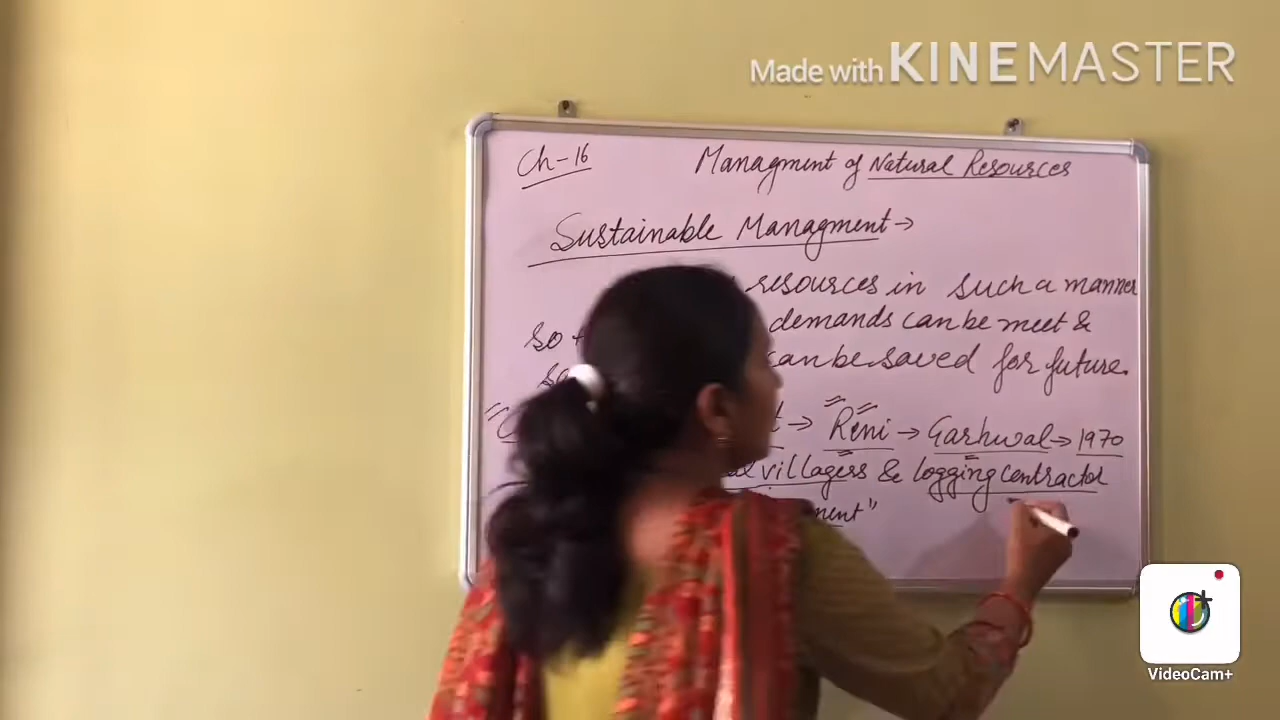 Made with KINEMASTER
Ch-16 Managment of Natural Resources
Sustainable Managment →
resources in such a manner
so demands can be meet &
can be saved for future.
→ Reni → Garhwal → 1970
villagers & logging contractor
ment"
VideoCam+